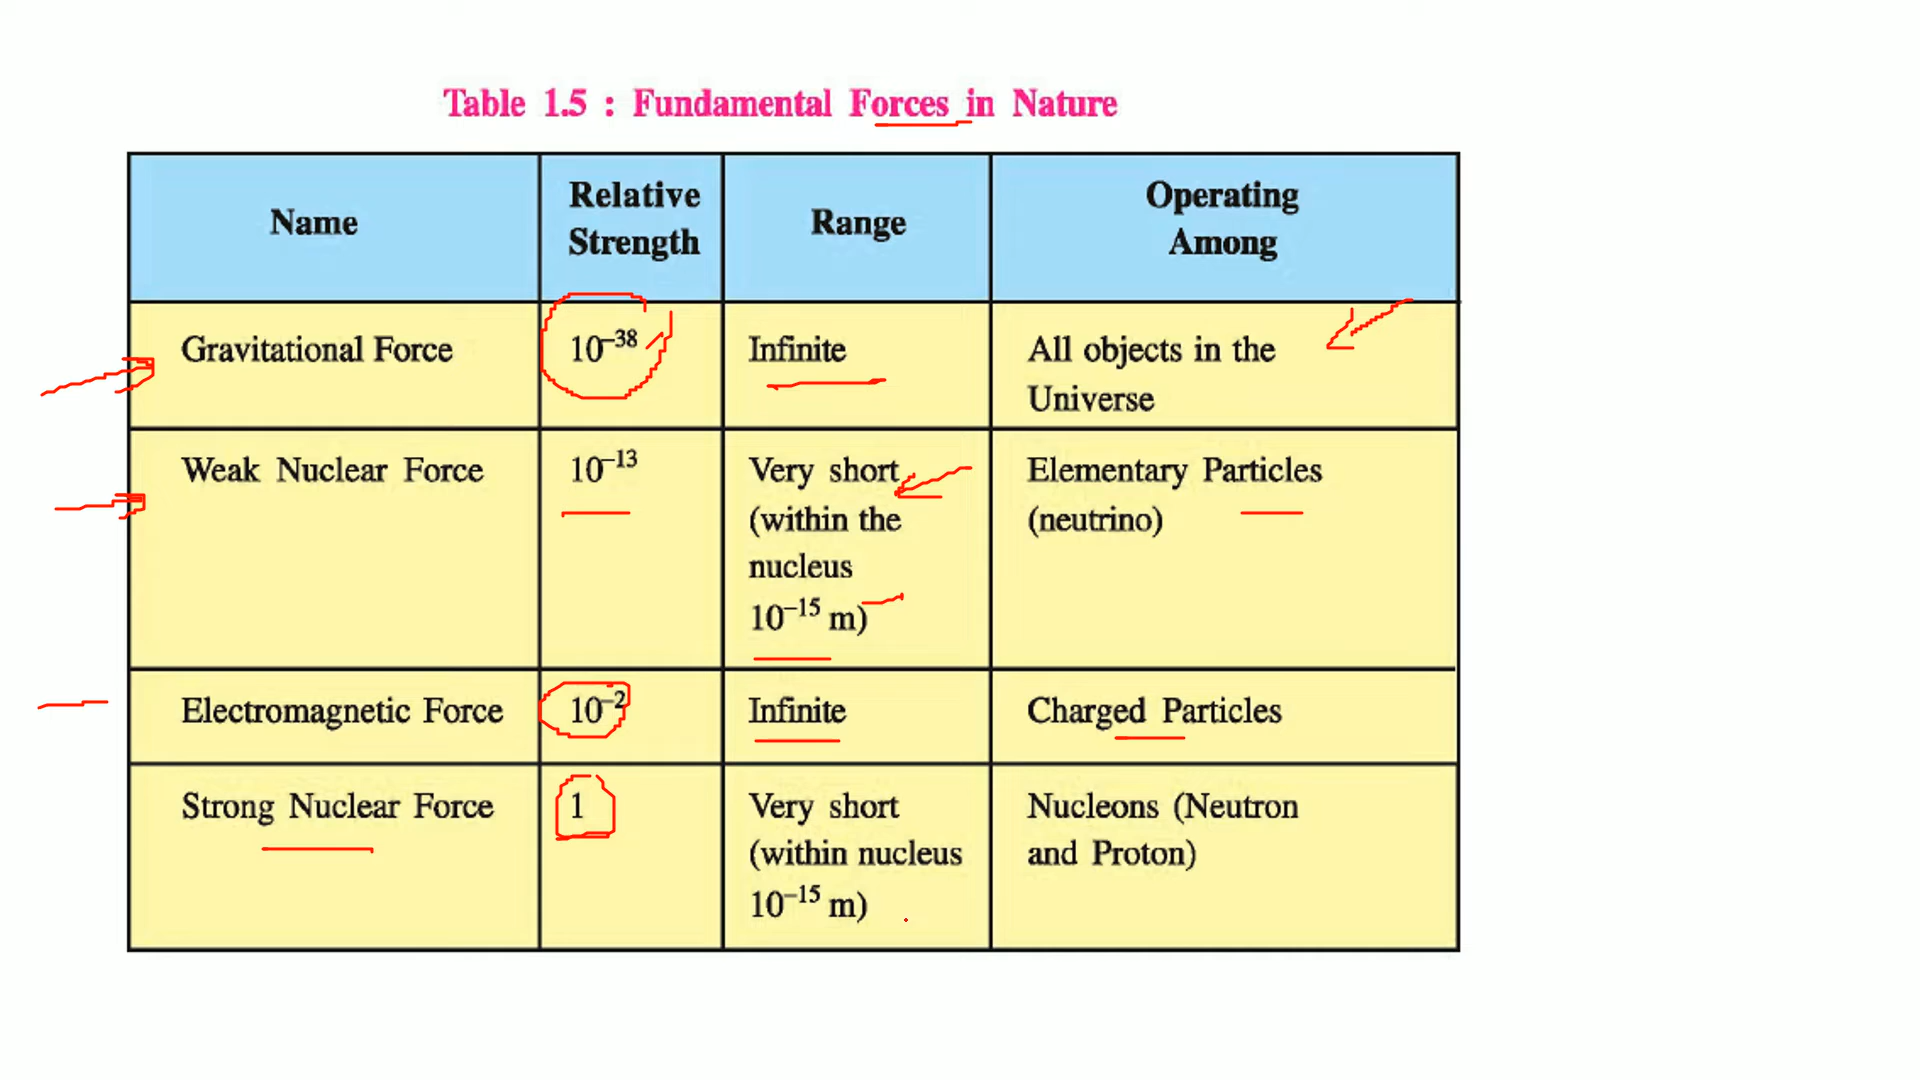 Table 1.5 : Fundamental Forces in Nature
Name
Relative
Strength
Range
Operating
Among
Gravitational Force
10⁻³⁸
Infinite
All objects in the
Universe
Weak Nuclear Force
10⁻¹³
Very short
(within the
nucleus
10⁻¹⁵ m)
Elementary Particles
(neutrino)
Electromagnetic Force
10⁻²
Infinite
Charged Particles
Strong Nuclear Force
1
Very short
(within nucleus
10⁻¹⁵ m)
Nucleons (Neutron
and Proton)